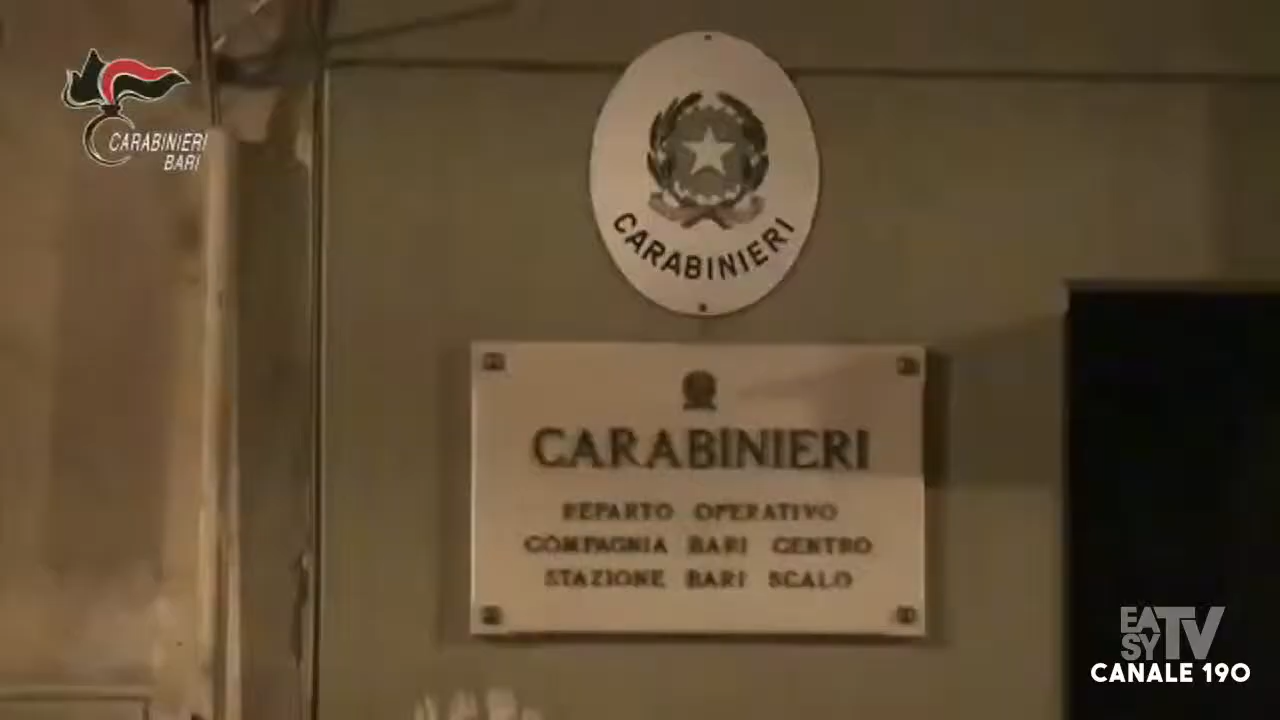 CARABINIERI
BARI
CARABINIERI
CARABINIERI
REPARTO OPERATIVO
COMPAGNIA BARI CENTRO
STAZIONE BARI SCALO
EASY TV
CANALE 190